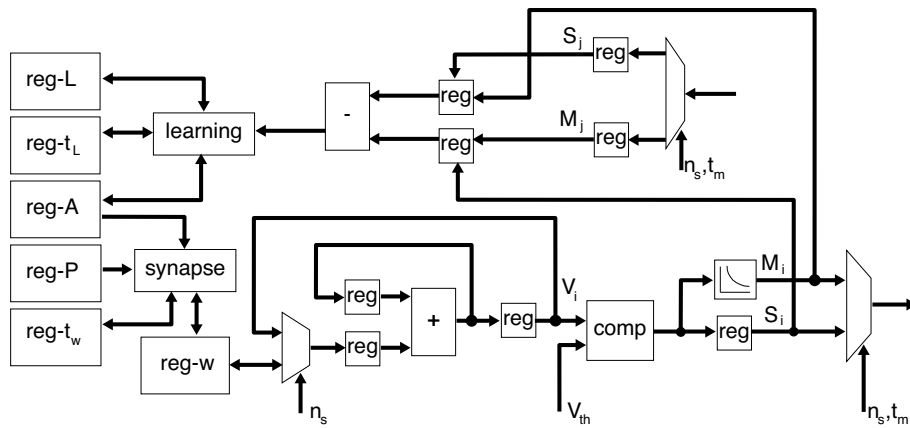 S_j
reg
reg-L
reg
-
learning
reg-t_L
M_j
reg
reg
n_s,t_m
reg-A
reg-P
synapse
V_i
M_i
reg
S_i
reg-t_w
+
reg
comp
reg
reg
reg-w
n_s
V_th
n_s,t_m